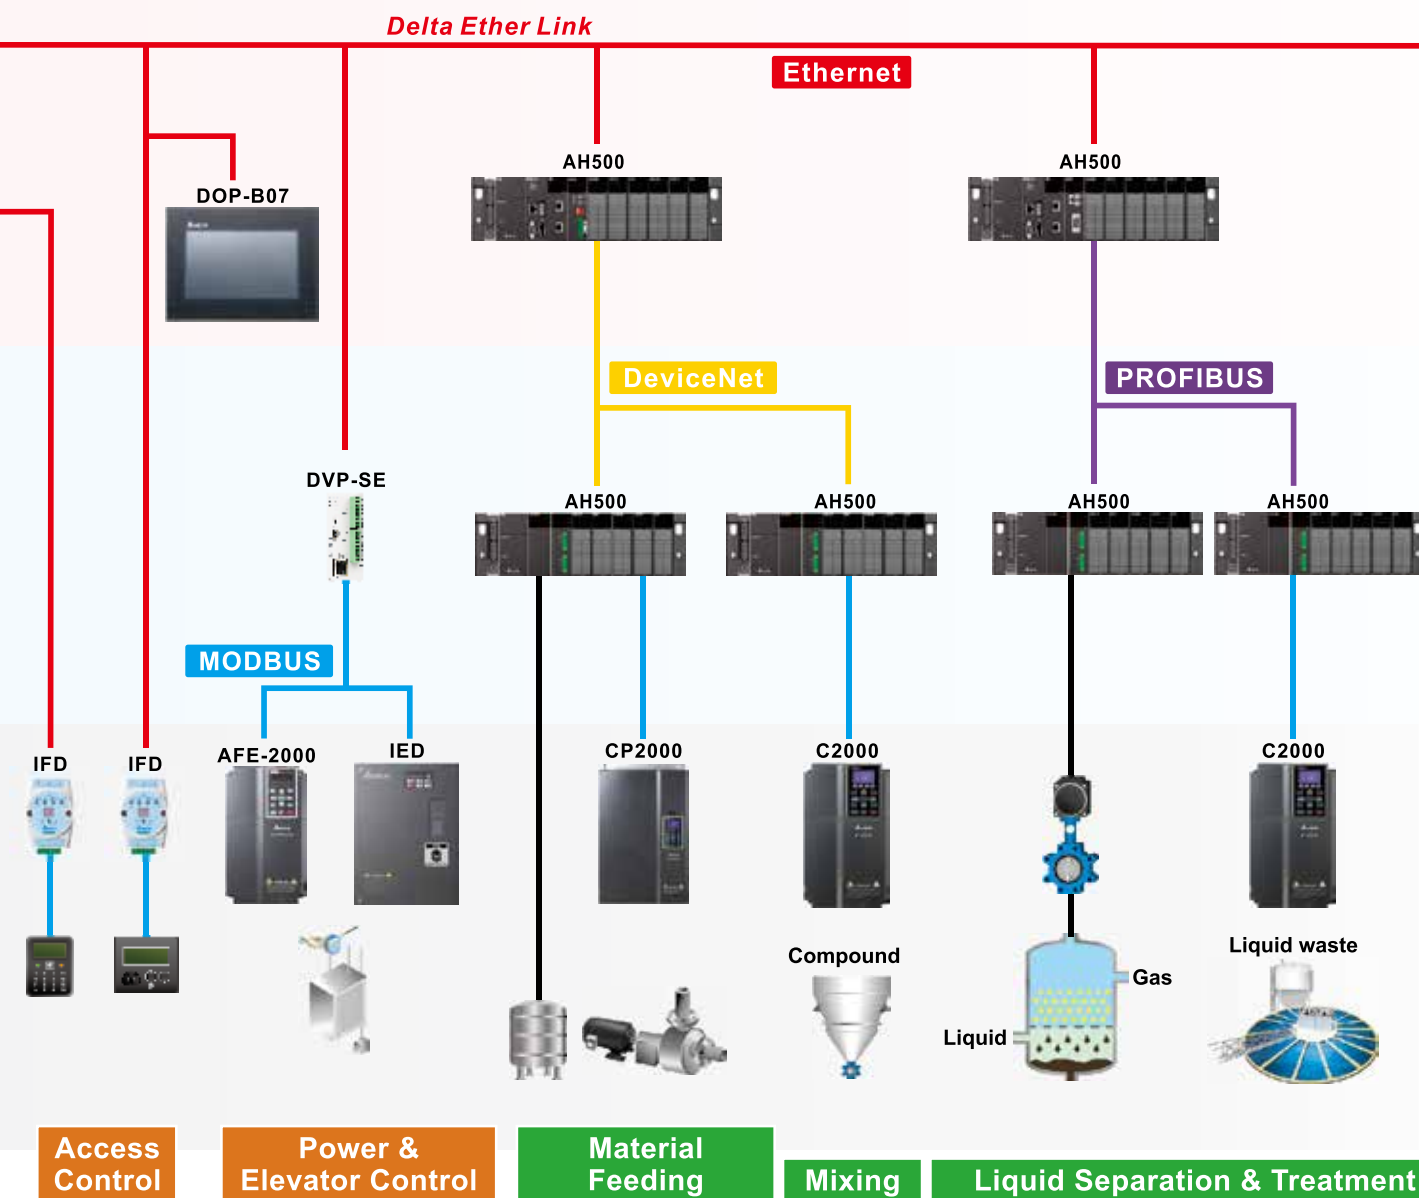 Delta Ether Link
Ethernet
AH500
AH500
DOP-B07
DeviceNet
PROFIBUS
DVP-SE
AH500
AH500
AH500
AH500
MODBUS
IFD
IFD
AFE-2000
IED
CP2000
C2000
C2000
Compound
Liquid waste
Gas
Liquid
Access
Control
Power &
Elevator Control
Material
Feeding
Mixing
Liquid Separation & Treatment